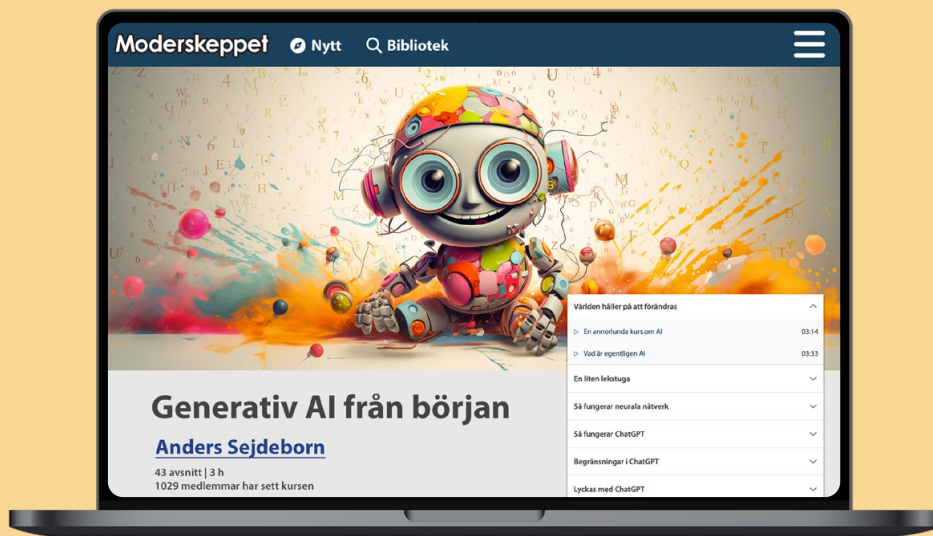 Moderskeppet
Nytt
Bibliotek
Generativ AI från början
Anders Sejdeborn
43 avsnitt | 3 h
1029 medlemmar har sett kursen
Världen håller på att förändras
En annorlunda kurs om AI 03:14
Vad är egentligen AI 03:33
En liten lekstuga
Så fungerar neurala nätverk
Så fungerar ChatGPT
Begränsningar i ChatGPT
Lyckas med ChatGPT